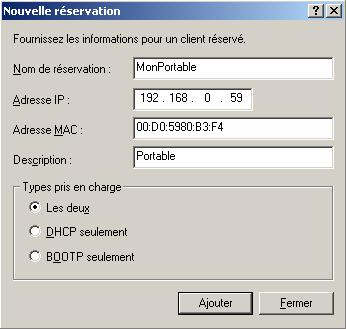 Nouvelle réservation
Fournissez les informations pour un client réservé.
Nom de réservation : MonPortable
Adresse IP : 192 . 168 . 0 . 59
Adresse MAC : 00:D0:5980:B3:F4
Description : Portable
Types pris en charge
Les deux
DHCP seulement
BOOTP seulement
Ajouter Fermer